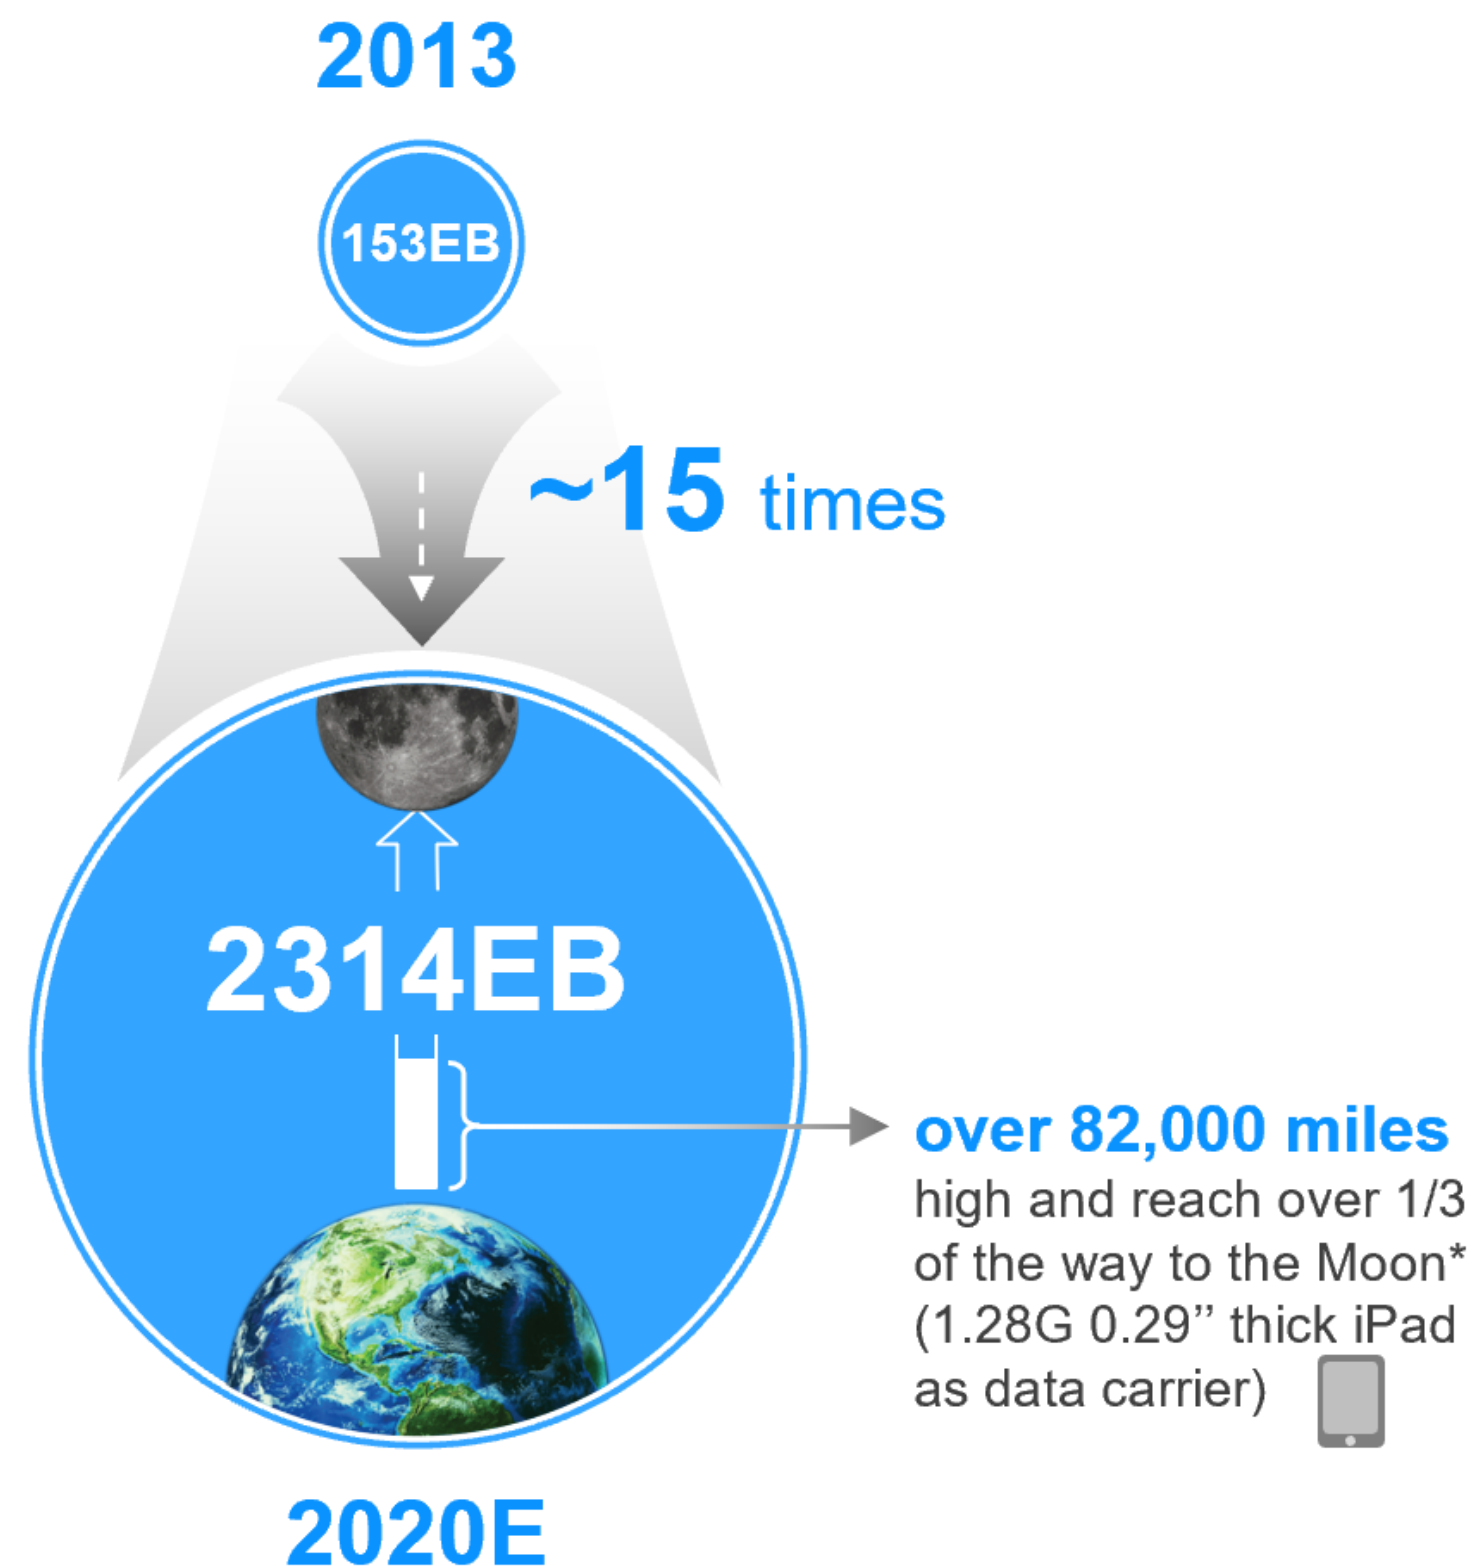 2013
153EB
~15 times
2314EB
over 82,000 miles
high and reach over 1/3
of the way to the Moon*
(1.28G 0.29’’ thick iPad
as data carrier)
2020E